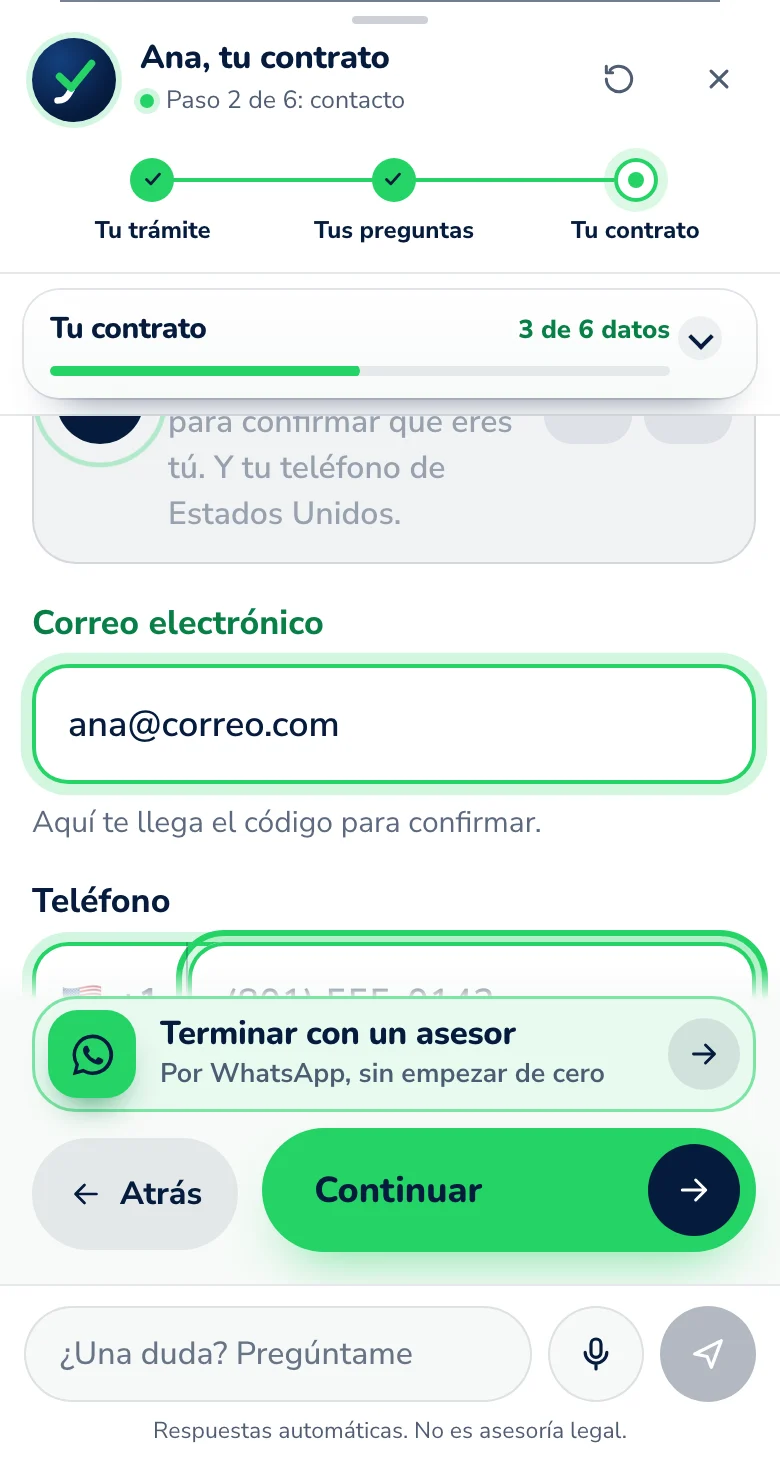 Ana, tu contrato
Paso 2 de 6: contacto
Tu trámite
Tus preguntas
Tu contrato
Tu contrato
3 de 6 datos
para confirmar que eres
tú. Y tu teléfono de
Estados Unidos.
Correo electrónico
ana@correo.com
Aquí te llega el código para confirmar.
Teléfono
Terminar con un asesor
Por WhatsApp, sin empezar de cero
Atrás
Continuar
¿Una duda? Pregúntame
Respuestas automáticas. No es asesoría legal.